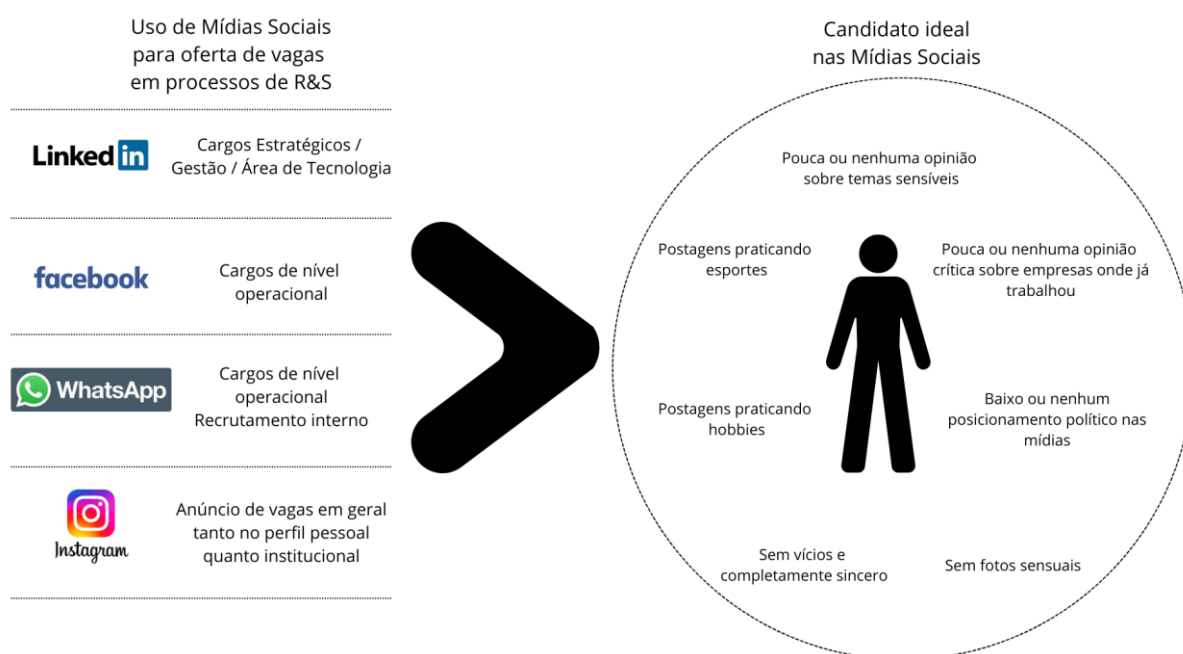 Uso de Mídias Sociais
para oferta de vagas
em processos de R&S
Linked in
Cargos Estratégicos /
Gestão / Área de Tecnologia
facebook
Cargos de nível
operacional
WhatsApp
Cargos de nível
operacional
Recrutamento interno
Instagram
Anúncio de vagas em geral
tanto no perfil pessoal
quanto institucional
Candidato ideal
nas Mídias Sociais
Pouca ou nenhuma opinião
sobre temas sensíveis
Postagens praticando
esportes
Pouca ou nenhuma opinião
crítica sobre empresas onde já
trabalhou
Postagens praticando
hobbies
Baixo ou nenhum
posicionamento político nas
mídias
Sem vícios e
completamente sincero
Sem fotos sensuais